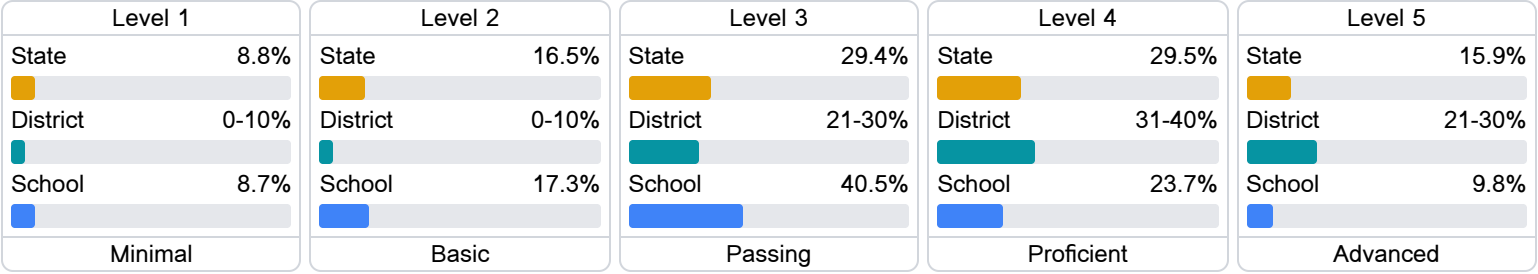 Level 1
State 8.8%
District 0-10%
School 8.7%
Minimal
Level 2
State 16.5%
District 0-10%
School 17.3%
Basic
Level 3
State 29.4%
District 21-30%
School 40.5%
Passing
Level 4
State 29.5%
District 31-40%
School 23.7%
Proficient
Level 5
State 15.9%
District 21-30%
School 9.8%
Advanced